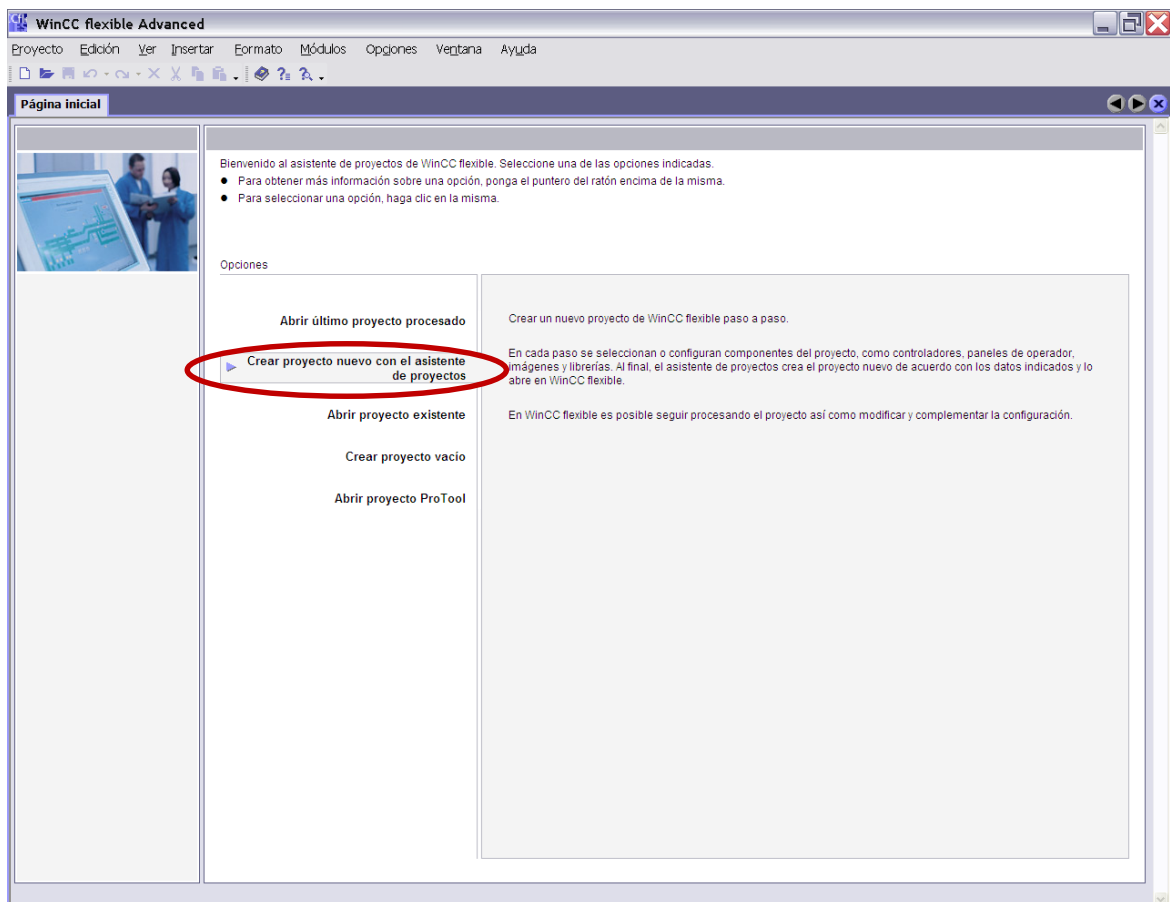 WinCC flexible Advanced
Proyecto Edición Ver Insertar Formato Módulos Opciones Ventana Ayuda
Página inicial
Bienvenido al asistente de proyectos de WinCC flexible. Seleccione una de las opciones indicadas.
● Para obtener más información sobre una opción, ponga el puntero del ratón encima de la misma.
● Para seleccionar una opción, haga clic en la misma.
Opciones
Abrir último proyecto procesado
Crear proyecto nuevo con el asistente
de proyectos
Abrir proyecto existente
Crear proyecto vacío
Abrir proyecto ProTool
Crear un nuevo proyecto de WinCC flexible paso a paso.
En cada paso se seleccionan o configuran componentes del proyecto, como controladores, paneles de operador,
imágenes y librerías. Al final, el asistente de proyectos crea el proyecto nuevo de acuerdo con los datos indicados y lo
abre en WinCC flexible.
En WinCC flexible es posible seguir procesando el proyecto así como modificar y complementar la configuración.